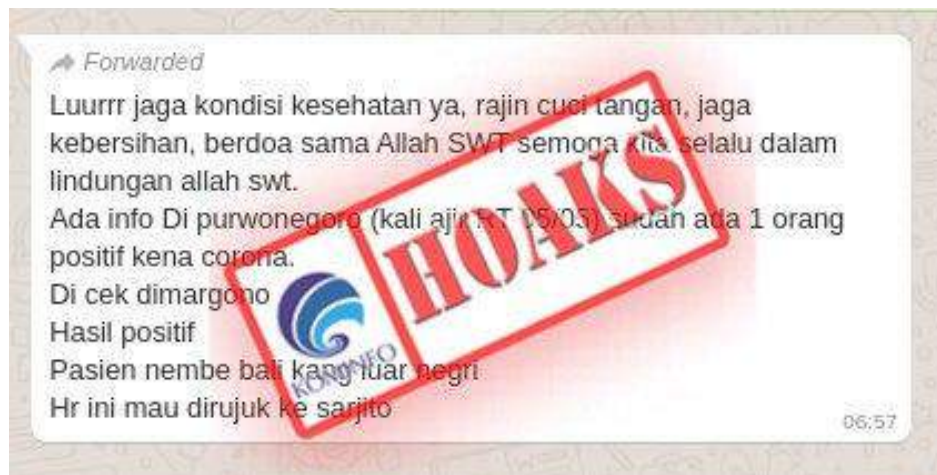 Forwarded
Luurrr jaga kondisi kesehatan ya, rajin cuci tangan, jaga
kebersihan, berdoa sama Allah SWT semoga kita selalu dalam
lindungan allah swt.
Ada info Di purwonegoro (kali ajir RT 05/03) sudah ada 1 orang
positif kena corona.
Di cek dimargono
Hasil positif
Pasien nembe bali kang luar negri
Hr ini mau dirujuk ke sarjito
06:57
HOAKS
KOMINFO